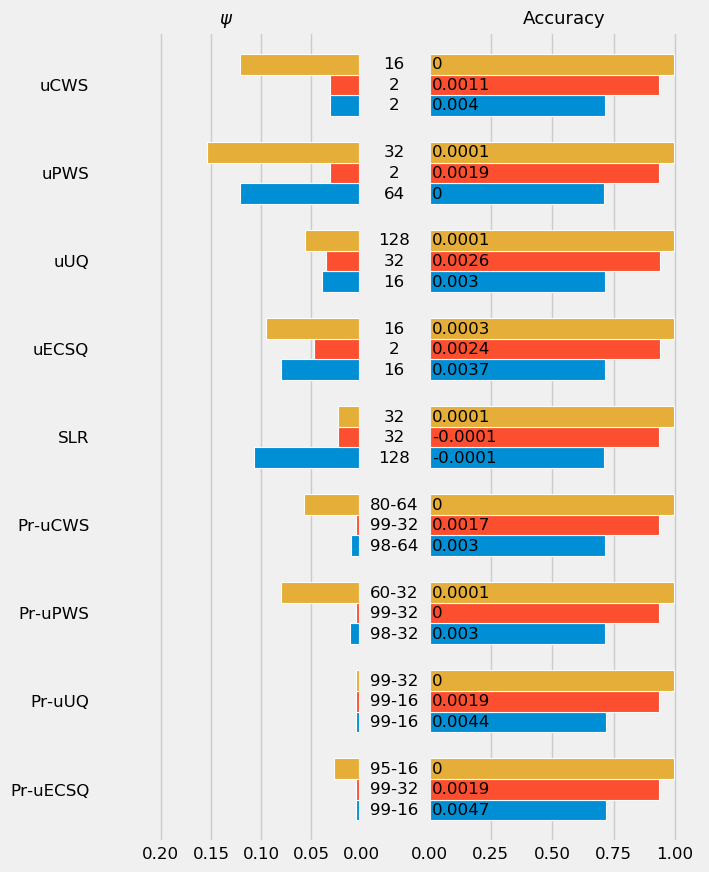 ψ Accuracy
16 0
uCWS 2 0.0011
2 0.004
32 0.0001
uPWS 2 0.0019
64 0
128 0.0001
uUQ 32 0.0026
16 0.003
16 0.0003
uECSQ 2 0.0024
16 0.0037
32 0.0001
SLR 32 -0.0001
128 -0.0001
80-64 0
Pr-uCWS 99-32 0.0017
98-64 0.003
60-32 0.0001
Pr-uPWS 99-32 0
98-32 0.003
99-32 0
Pr-uUQ 99-16 0.0019
99-16 0.0044
95-16 0
Pr-uECSQ 99-32 0.0019
99-16 0.0047
0.20 0.15 0.10 0.05 0.00 0.00 0.25 0.50 0.75 1.00